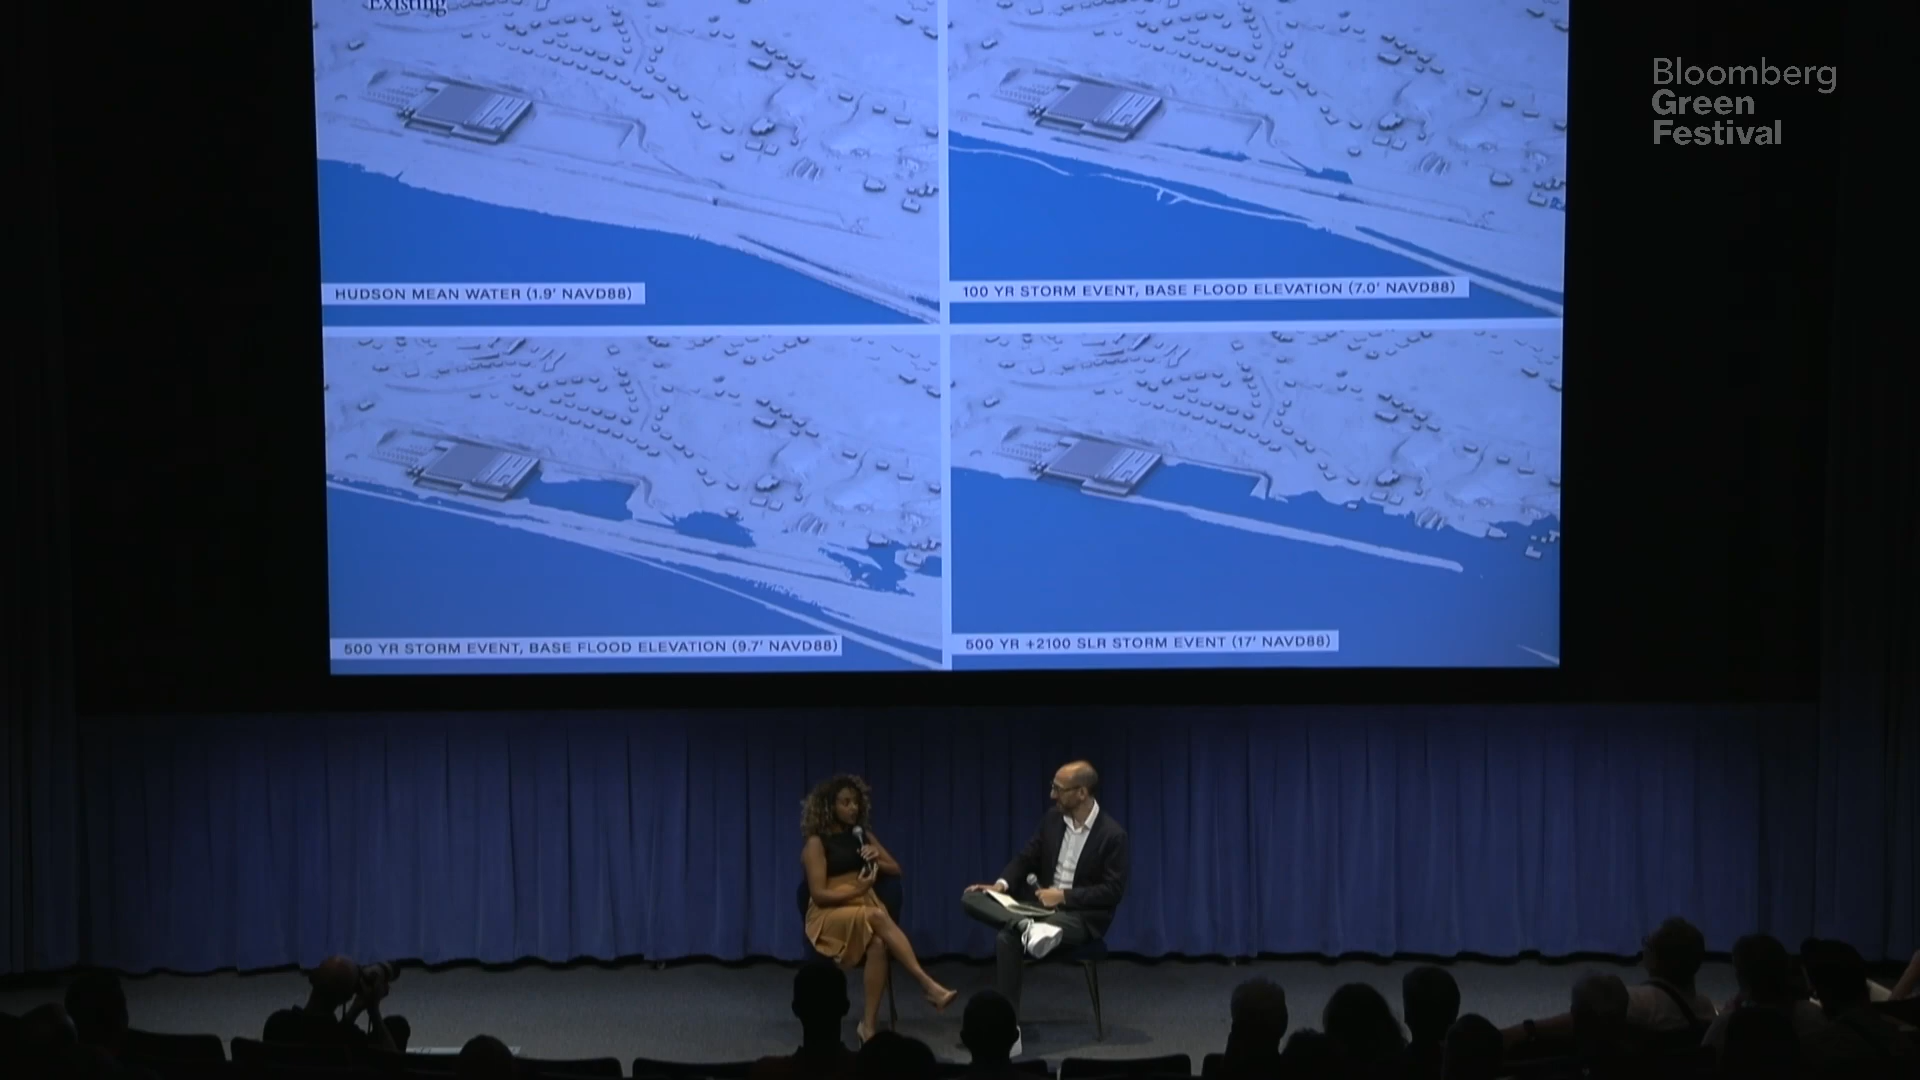 Existing
Bloomberg
Green
Festival
HUDSON MEAN WATER (1.9' NAVD88)
100 YR STORM EVENT, BASE FLOOD ELEVATION (7.0' NAVD88)
500 YR STORM EVENT, BASE FLOOD ELEVATION (9.7' NAVD88)
500 YR +2100 SLR STORM EVENT (17' NAVD88)